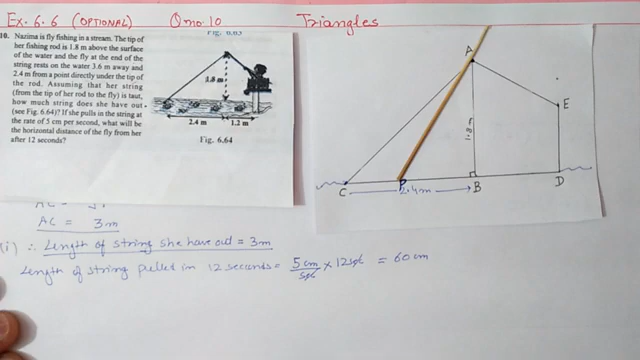 Ex. 6.6 (OPTIONAL) Q no. 10 Triangles
Fig. 6.63
10. Nazima is fly fishing in a stream. The tip of
her fishing rod is 1.8 m above the surface
of the water and the fly at the end of the
string rests on the water 3.6 m away and
2.4 m from a point directly under the tip of
the rod. Assuming that her string
(from the tip of her rod to the fly) is taut,
how much string does she have out
(see Fig. 6.64)? If she pulls in the string at
the rate of 5 cm per second, what will be
the horizontal distance of the fly from her
after 12 seconds?
1.8 m
2.4 m 1.2 m
Fig. 6.64
A
E
1.8
C P 2.4m B D
AC =
AC = 3m
(i) ∴ Length of string she have out = 3m
Length of string pulled in 12 seconds = 5cm/sec × 12sec = 60cm